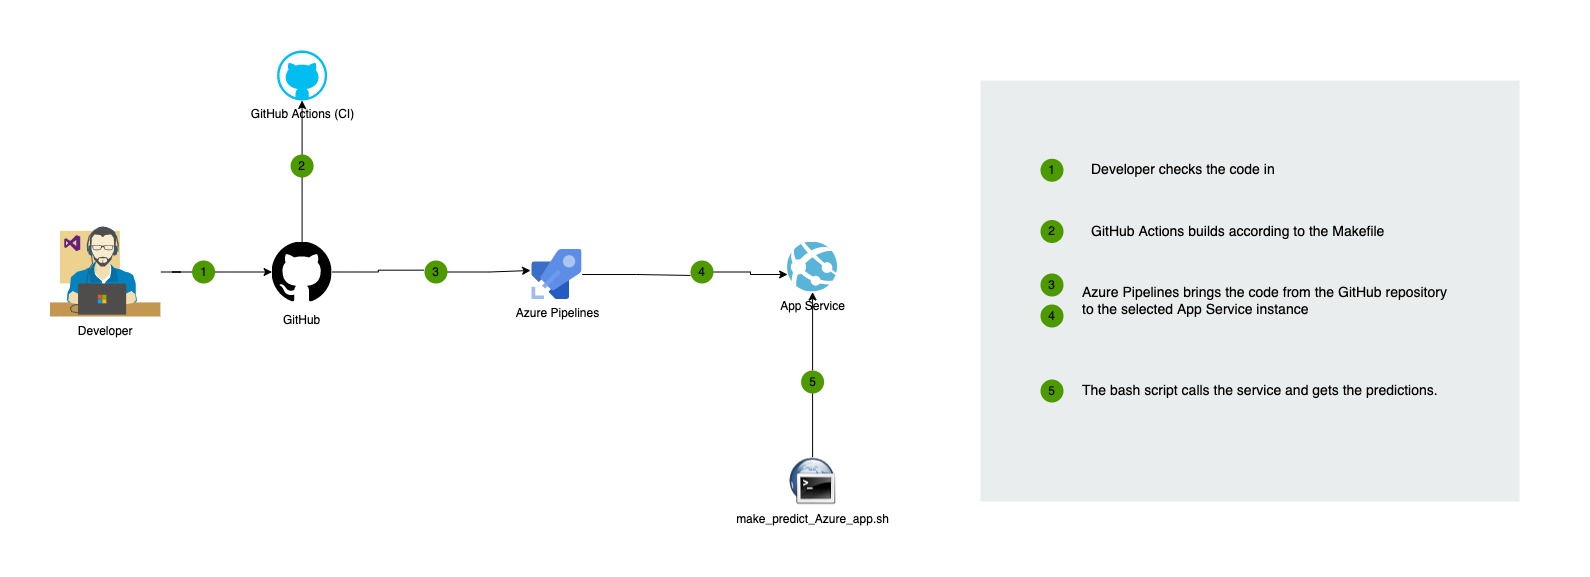 GitHub Actions (CI)
2
1
3
4
Developer
GitHub
Azure Pipelines
App Service
5
>_
make_predict_Azure_app.sh
1 Developer checks the code in
2 GitHub Actions builds according to the Makefile
3 Azure Pipelines brings the code from the GitHub repository
4 to the selected App Service instance
5 The bash script calls the service and gets the predictions.